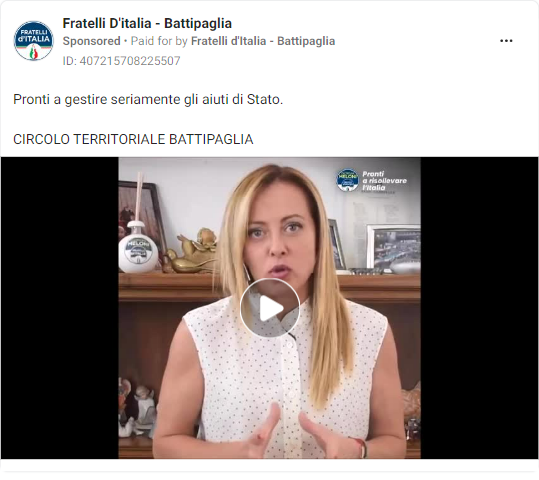 Fratelli D'italia - Battipaglia
Sponsored • Paid for by Fratelli d'Italia - Battipaglia
ID: 407215708225507
Pronti a gestire seriamente gli aiuti di Stato.
CIRCOLO TERRITORIALE BATTIPAGLIA
FRATELLI
d'ITALIA
MELONI
Pronti
a risollevare
l'Italia
MELONI